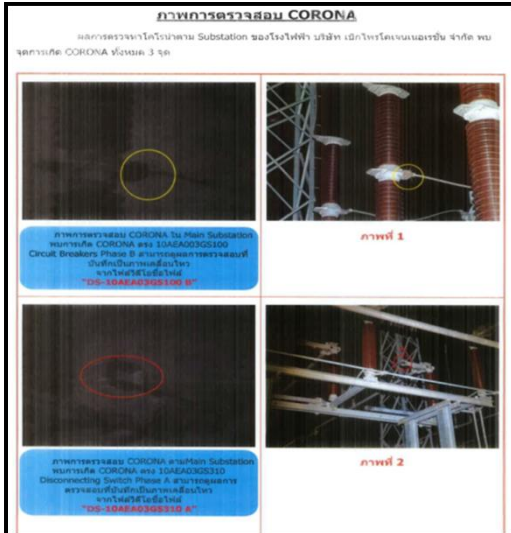 ภาพการตรวจสอบ CORONA
ผลการตรวจหาโคโรน่าตาม Substation ของโรงไฟฟ้า บริษัท เบิกไพรโคเจนเนอเรชั่น จำกัด พบ
จุดการเกิด CORONA ทั้งหมด 3 จุด
ภาพการตรวจสอบ CORONA ใน Main Substation
พบการเกิด CORONA ตรง 10AEA003GS100
Circuit Breakers Phase B สามารถดูผลการตรวจสอบที่
บันทึกเป็นภาพเคลื่อนไหว
จากไฟล์วิดีโอชื่อไฟล์
"DS-10AEA03GS100 B"
ภาพที่ 1
ภาพการตรวจสอบ CORONA ตามMain Substation
พบการเกิด CORONA ตรง 10AEA03GS310
Disconnecting Switch Phase A สามารถดูผลการ
ตรวจสอบที่บันทึกเป็นภาพเคลื่อนไหว
จากไฟล์วิดีโอชื่อไฟล์
"DS-10AEA03GS310 A"
ภาพที่ 2